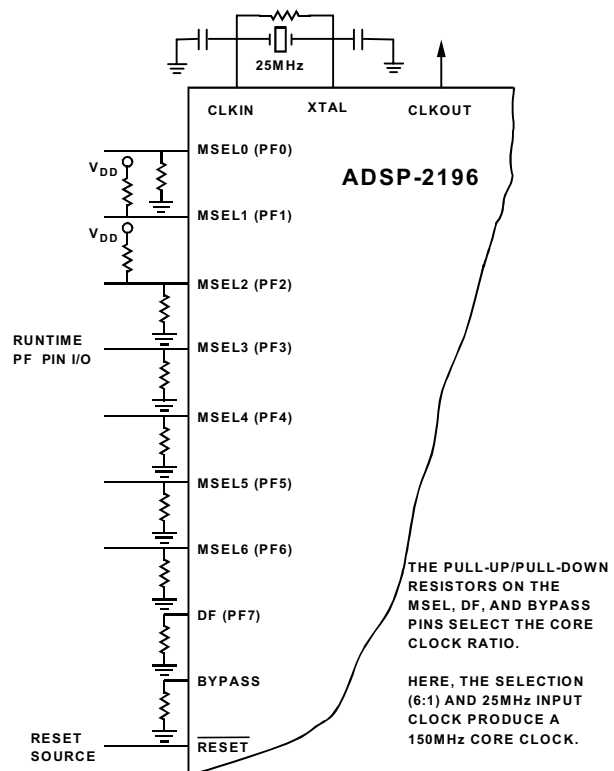 25MHz
CLKIN
XTAL
CLKOUT
MSEL0 (PF0)
VDD
ADSP-2196
MSEL1 (PF1)
VDD
MSEL2 (PF2)
RUNTIME
PF PIN I/O
MSEL3 (PF3)
MSEL4 (PF4)
MSEL5 (PF5)
MSEL6 (PF6)
THE PULL-UP/PULL-DOWN
RESISTORS ON THE
MSEL, DF, AND BYPASS
PINS SELECT THE CORE
CLOCK RATIO.
DF (PF7)
BYPASS
HERE, THE SELECTION
(6:1) AND 25MHz INPUT
CLOCK PRODUCE A
150MHz CORE CLOCK.
RESET
SOURCE
RESET